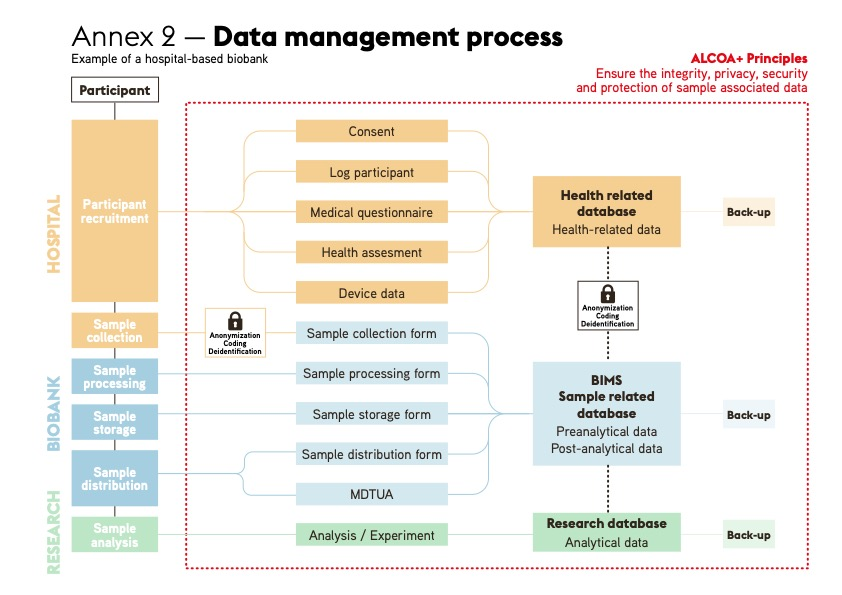 Annex 2 — Data management process
Example of a hospital-based biobank
ALCOA+ Principles
Ensure the integrity, privacy, security
and protection of sample associated data
Participant
HOSPITAL
Participant
recruitment
Consent
Log participant
Medical questionnaire
Health assesment
Device data
Health related
database
Health-related data
Back-up
Sample
collection
Anonymization
Coding
Deidentification
Sample collection form
Anonymization
Coding
Deidentification
BIOBANK
Sample
processing
Sample processing form
Sample
storage
Sample storage form
Sample
distribution
Sample distribution form
MDTUA
BIMS
Sample related
database
Preanalytical data
Post-analytical data
Back-up
RESEARCH
Sample
analysis
Analysis / Experiment
Research database
Analytical data
Back-up